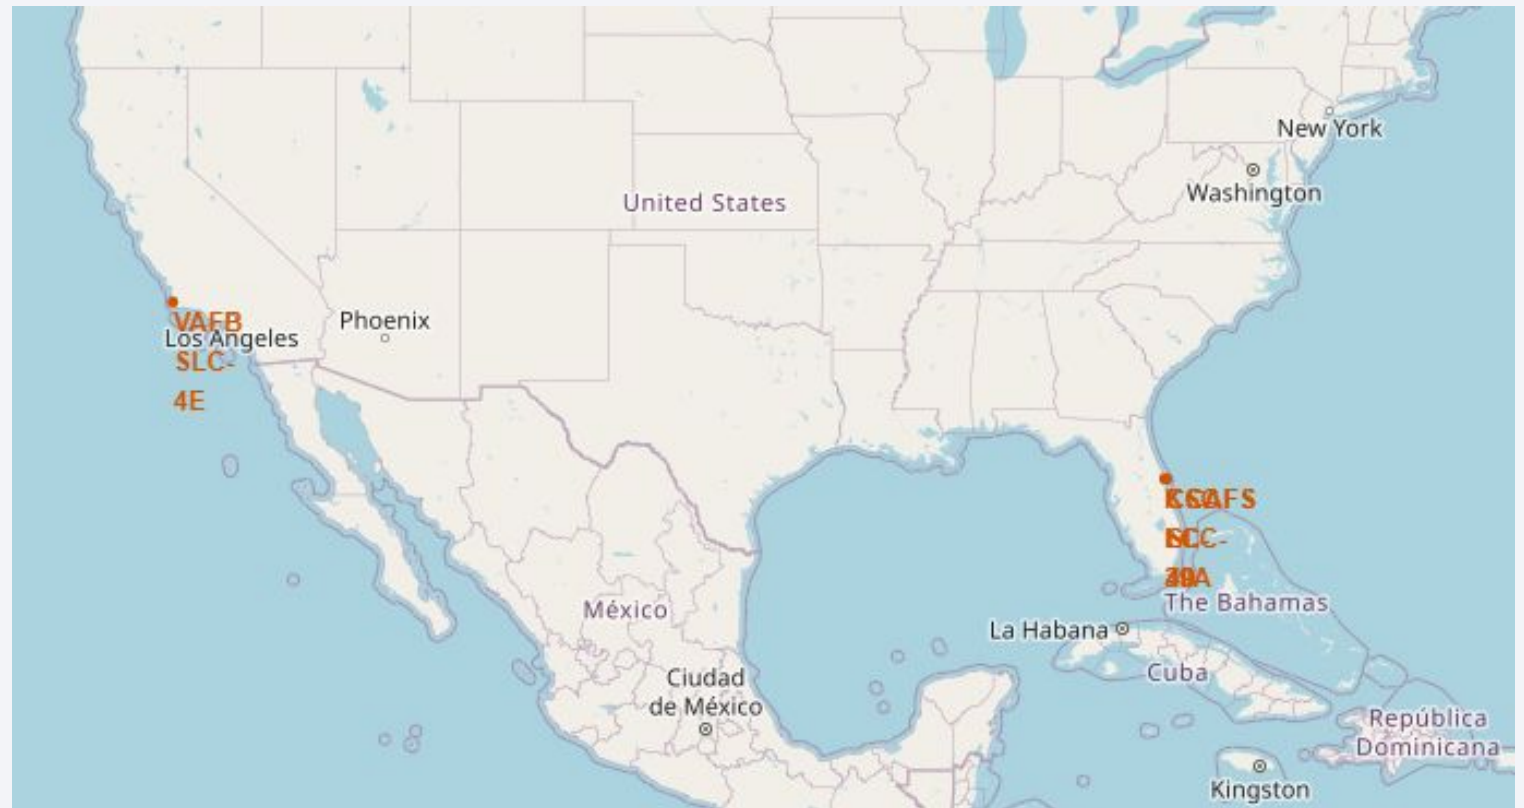 New York
Washington
United States
VAFB
SLC-
4E
Los Angeles
Phoenix
The Bahamas
La Habana
México
Cuba
Ciudad
de México
República
Dominicana
Kingston